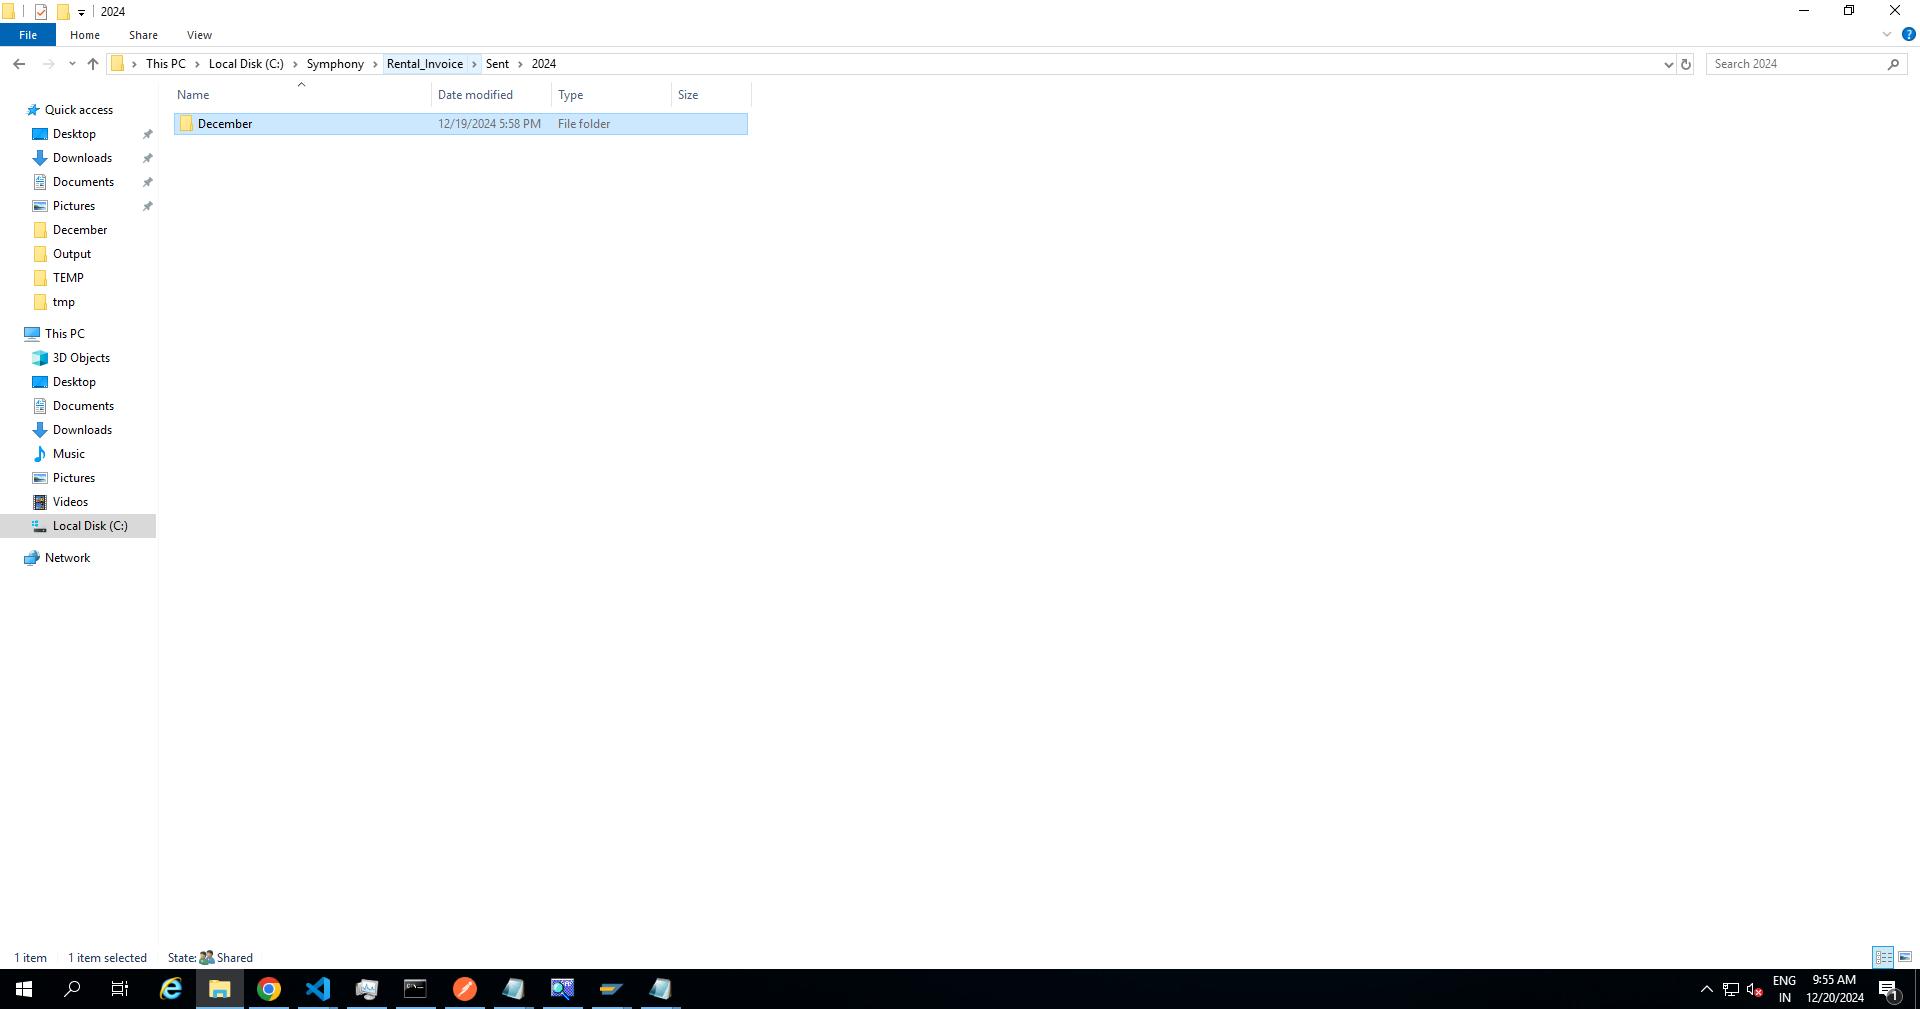 2024
File Home Share View
This PC Local Disk (C:) Symphony Rental_Invoice Sent 2024
Search 2024
Name Date modified Type Size
December 12/19/2024 5:58 PM File folder
Quick access
Desktop
Downloads
Documents
Pictures
December
Output
TEMP
tmp
This PC
3D Objects
Desktop
Documents
Downloads
Music
Pictures
Videos
Local Disk (C:)
Network
1 item 1 item selected State: Shared
ENG 9:55 AM
IN 12/20/2024 1